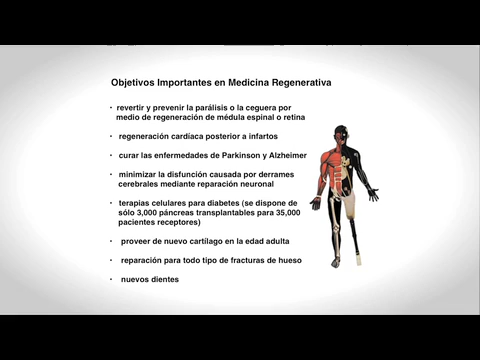 Objetivos Importantes en Medicina Regenerativa
· revertir y prevenir la parálisis o la ceguera por
medio de regeneración de médula espinal o retina
· regeneración cardíaca posterior a infartos
· curar las enfermedades de Parkinson y Alzheimer
· minimizar la disfunción causada por derrames
cerebrales mediante reparación neuronal
· terapias celulares para diabetes (se dispone de
sólo 3,000 páncreas transplantables para 35,000
pacientes receptores)
· proveer de nuevo cartílago en la edad adulta
· reparación para todo tipo de fracturas de hueso
· nuevos dientes